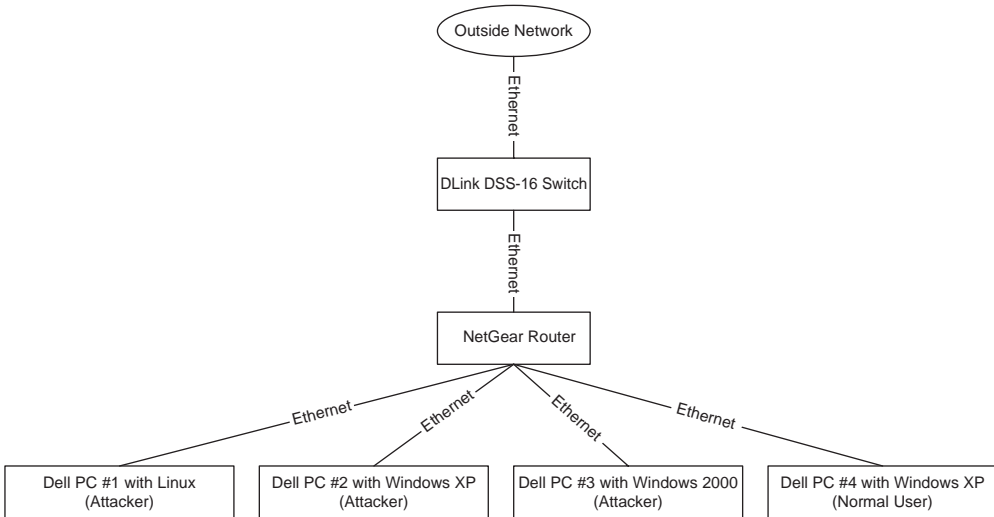 Outside Network
Ethernet
DLink DSS-16 Switch
Ethernet
NetGear Router
Ethernet
Ethernet
Ethernet
Ethernet
Dell PC #1 with Linux
(Attacker)
Dell PC #2 with Windows XP
(Attacker)
Dell PC #3 with Windows 2000
(Attacker)
Dell PC #4 with Windows XP
(Normal User)